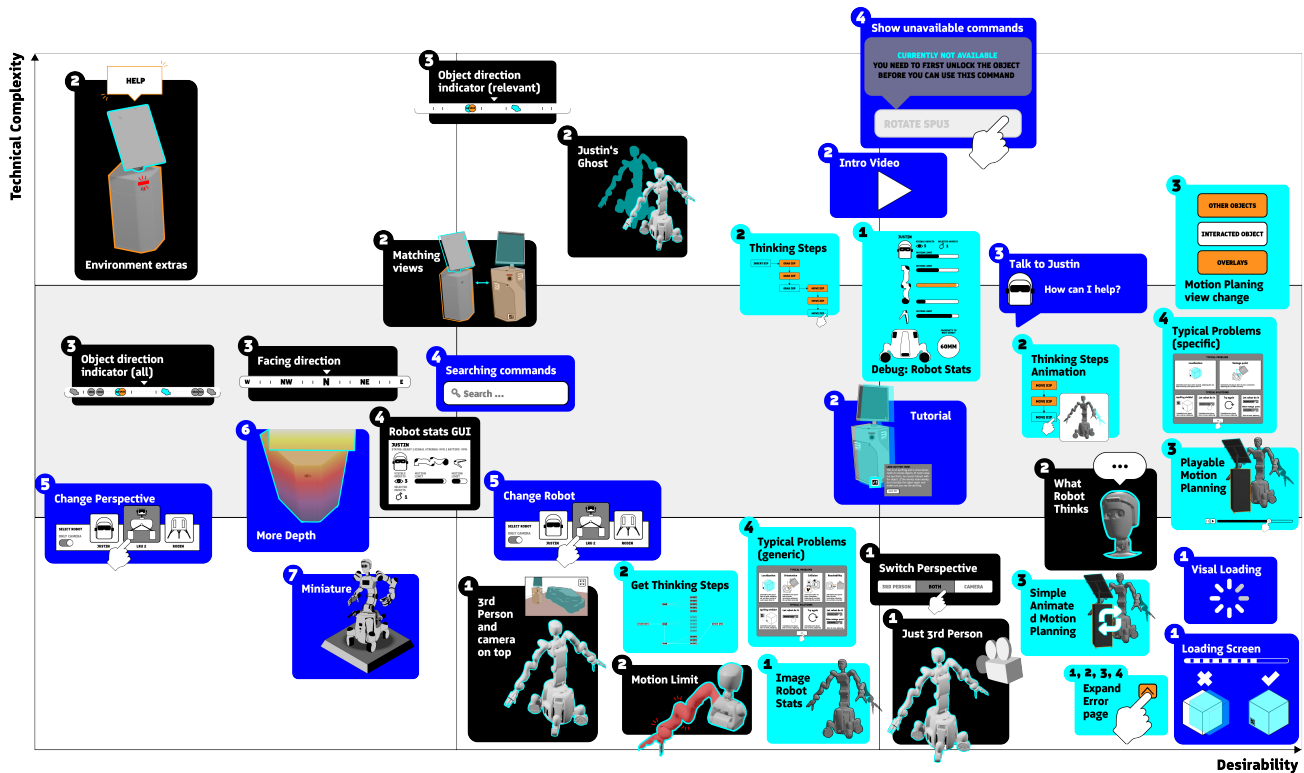 Technical Complexity
Desirability
2
HELP
Environment extras
3
Object direction
indicator (relevant)
2
Justin's
Ghost
4
Show unavailable commands
CURRENTLY NOT AVAILABLE
YOU NEED TO FIRST UNLOCK THE OBJECT
BEFORE YOU CAN USE THIS COMMAND
ROTATE SPU3
2
Intro Video
2
Matching
views
2
Thinking Steps
1
JUSTIN
60MM
Debug: Robot Stats
3
Talk to Justin
How can I help?
3
OTHER OBJECTS
INTERACTED OBJECT
OVERLAYS
Motion Planing
view change
3
Object direction
indicator (all)
3
Facing direction
W
NW
N
NE
E
4
Searching commands
Search ...
2
Tutorial
2
Thinking Steps
Animation
MOVE EEF
MOVE EEF
MOVE EEF
4
Typical Problems
(specific)
6
More Depth
4
Robot stats GUI
JUSTIN
3
1
5
Change Perspective
SELECT ROBOT
ONLY CAMERA
JUSTIN
LRU 2
RODIN
5
Change Robot
SELECT ROBOT
ONLY CAMERA
JUSTIN
LRU 2
RODIN
2
What
Robot
Thinks
...
3
Playable
Motion
Planning
7
Miniature
1
3rd
Person
and
camera
on top
2
Get Thinking Steps
4
Typical Problems
(generic)
1
Switch Perspective
3RD PERSON
BOTH
CAMERA
1
Just 3rd Person
3
Simple
Animate
d Motion
Planning
1
Visal Loading
2
Motion Limit
1
Image
Robot
Stats
1, 2, 3, 4
Expand
Error
page
1
Loading Screen